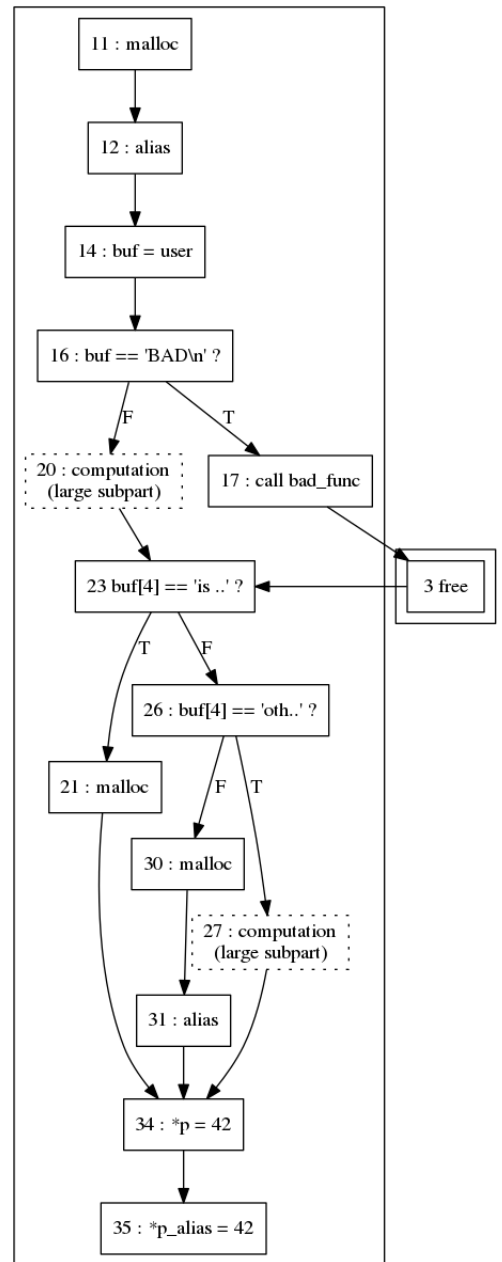 11 : malloc
12 : alias
14 : buf = user
16 : buf == 'BAD\n' ?
F
T
20 : computation
(large subpart)
17 : call bad_func
23 buf[4] == 'is ..' ?
3 free
T
F
26 : buf[4] == 'oth..' ?
21 : malloc
F
T
30 : malloc
27 : computation
(large subpart)
31 : alias
34 : *p = 42
35 : *p_alias = 42